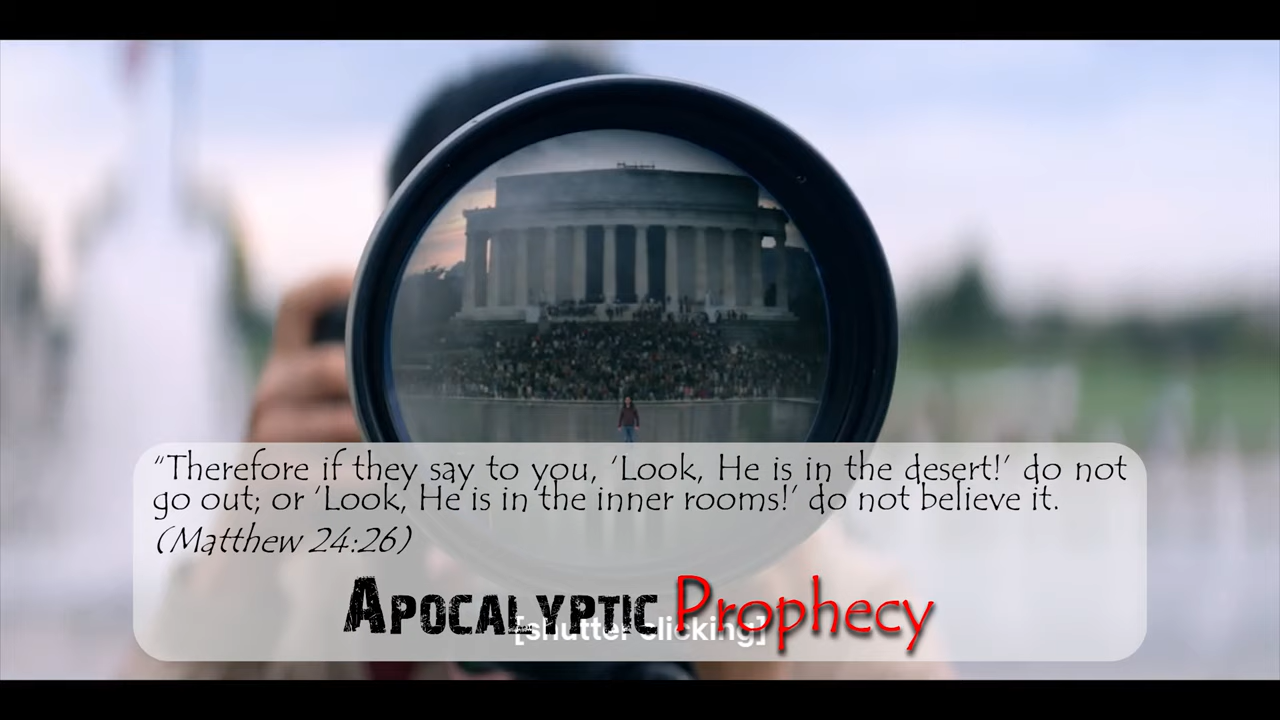 “Therefore if they say to you, ‘Look, He is in the desert!’ do not
go out; or ‘Look, He is in the inner rooms!’ do not believe it.
(Matthew 24:26)
Apocalyptic Prophecy
[shutter clicking]